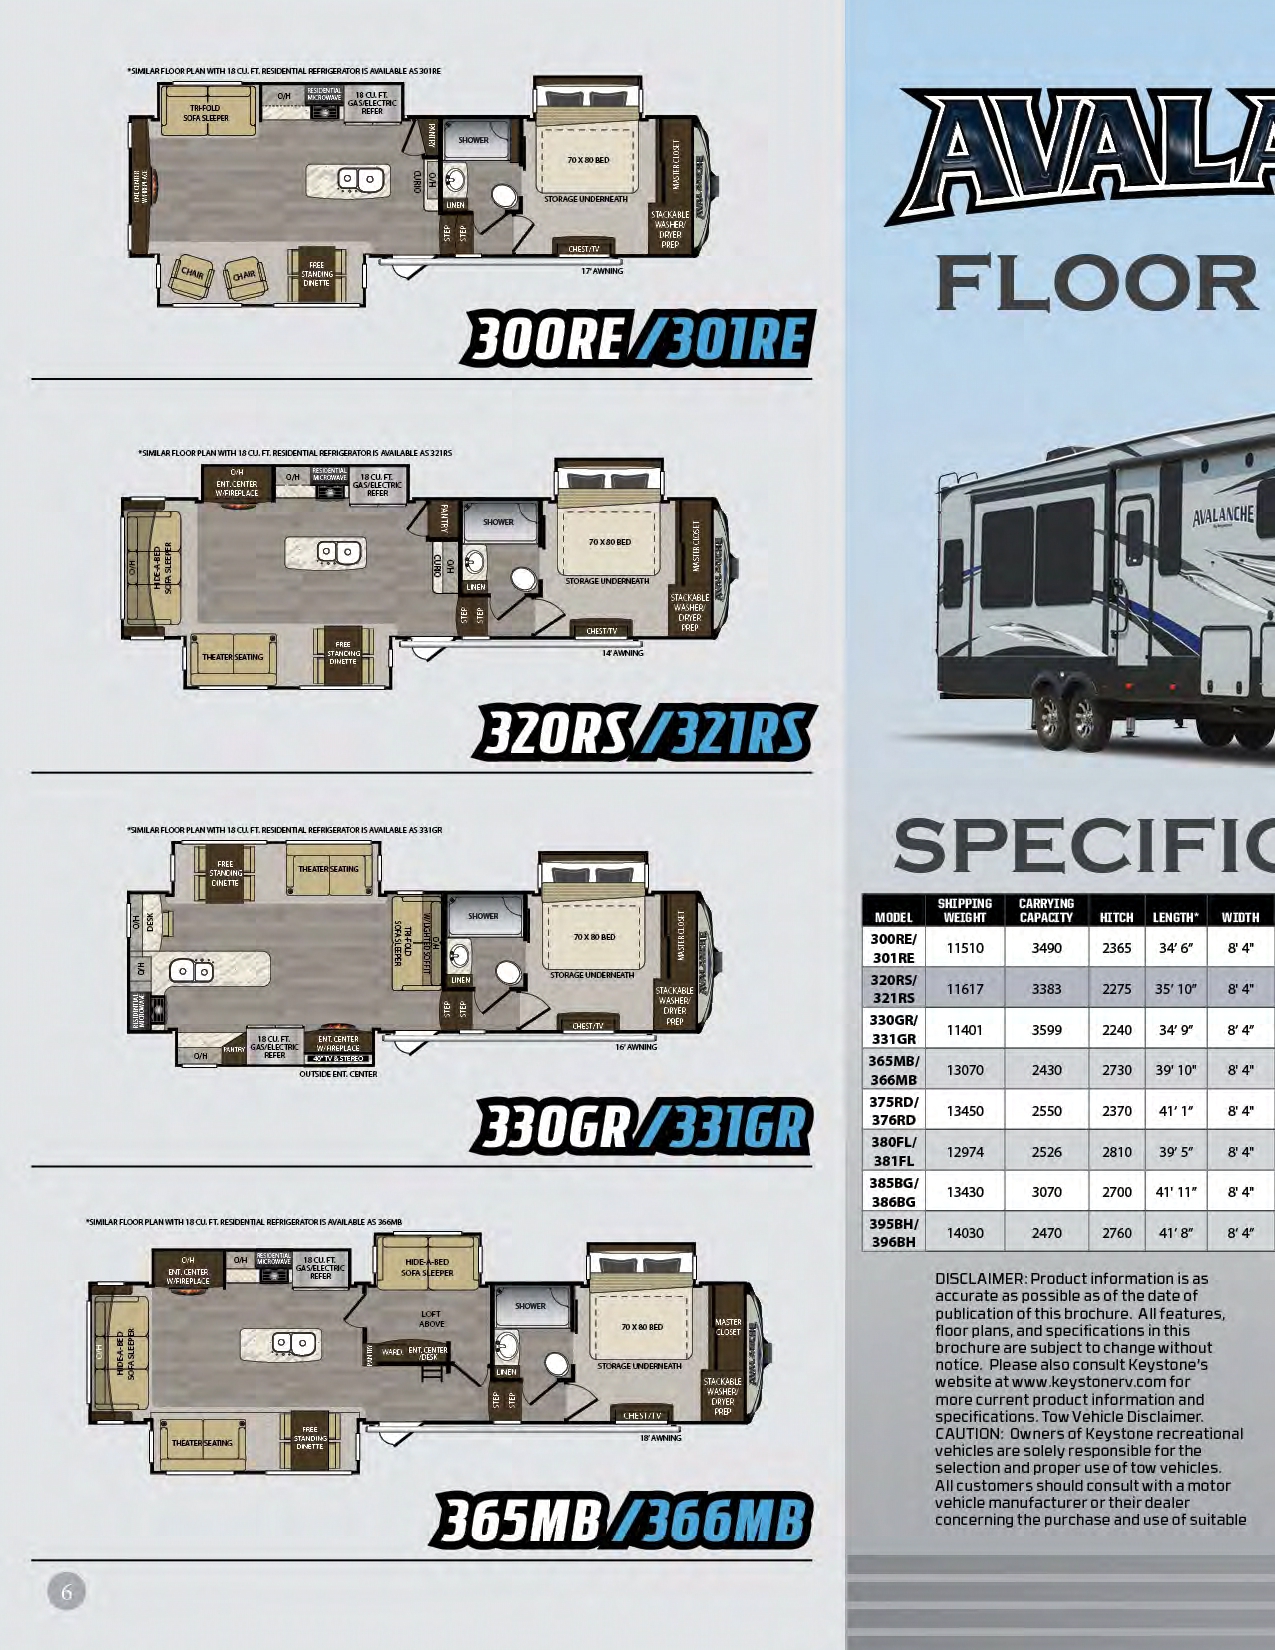 *SIMILAR FLOOR PLAN WITH 18 CU. FT. RESIDENTIAL REFRIGERATOR IS AVAILABLE AS 301RE
TRI-FOLD
SOFA SLEEPER
O/H
RESIDENTIAL
MICROWAVE
18 CU. FT.
GAS/ELECTRIC
REFER
PANTRY
SHOWER
70 X 80 BED
MASTER CLOSET
AVALANCHE
ENT. CENTER
W/FIREPLACE
CURIO
O/H
LINEN
STORAGE UNDERNEATH
STEP
STEP
STACKABLE
WASHER/
DRYER
PREP
CHEST/TV
CHAIR
CHAIR
FREE
STANDING
DINETTE
17' AWNING
300RE/301RE
*SIMILAR FLOOR PLAN WITH 18 CU. FT. RESIDENTIAL REFRIGERATOR IS AVAILABLE AS 321RS
O/H
ENT. CENTER
W/FIREPLACE
O/H
RESIDENTIAL
MICROWAVE
18 CU. FT.
GAS/ELECTRIC
REFER
PANTRY
SHOWER
70 X 80 BED
MASTER CLOSET
AVALANCHE
O/H
HIDE-A-BED
SOFA SLEEPER
CURIO
O/H
LINEN
STORAGE UNDERNEATH
STEP
STEP
STACKABLE
WASHER/
DRYER
PREP
CHEST/TV
THEATER SEATING
FREE
STANDING
DINETTE
14' AWNING
320RS/321RS
*SIMILAR FLOOR PLAN WITH 18 CU. FT. RESIDENTIAL REFRIGERATOR IS AVAILABLE AS 331GR
FREE
STANDING
DINETTE
THEATER SEATING
O/H
DESK
O/H
W/LIGHTED SOFFIT
TRI-FOLD
SOFA SLEEPER
SHOWER
70 X 80 BED
MASTER CLOSET
AVALANCHE
O/H
RESIDENTIAL
MICROWAVE
LINEN
STORAGE UNDERNEATH
STEP
STEP
STACKABLE
WASHER/
DRYER
PREP
CHEST/TV
O/H
PANTRY
18 CU. FT.
GAS/ELECTRIC
REFER
ENT. CENTER
W/FIREPLACE
40" TV & STEREO
OUTSIDE ENT. CENTER
16' AWNING
330GR/331GR
*SIMILAR FLOOR PLAN WITH 18 CU. FT. RESIDENTIAL REFRIGERATOR IS AVAILABLE AS 366MB
O/H
ENT. CENTER
W/FIREPLACE
O/H
RESIDENTIAL
MICROWAVE
18 CU. FT.
GAS/ELECTRIC
REFER
HIDE-A-BED
SOFA SLEEPER
LOFT
ABOVE
SHOWER
70 X 80 BED
MASTER
CLOSET
AVALANCHE
O/H
HIDE-A-BED
SOFA SLEEPER
PANTRY
WARD.
ENT. CENTER
/DESK
LINEN
STORAGE UNDERNEATH
STEP
STEP
STACKABLE
WASHER/
DRYER
PREP
CHEST/TV
THEATER SEATING
FREE
STANDING
DINETTE
18' AWNING
365MB/366MB
6
AVALA
FLOOR
AVALANCHE
SPECIFIC
MODEL SHIPPING WEIGHT CARRYING CAPACITY HITCH LENGTH* WIDTH
300RE/ 301RE 11510 3490 2365 34' 6" 8' 4"
320RS/ 321RS 11617 3383 2275 35' 10" 8' 4"
330GR/ 331GR 11401 3599 2240 34' 9" 8' 4"
365MB/ 366MB 13070 2430 2730 39' 10" 8' 4"
375RD/ 376RD 13450 2550 2370 41' 1" 8' 4"
380FL/ 381FL 12974 2526 2810 39' 5" 8' 4"
385BG/ 386BG 13430 3070 2700 41' 11" 8' 4"
395BH/ 396BH 14030 2470 2760 41' 8" 8' 4"
DISCLAIMER: Product information is as
accurate as possible as of the date of
publication of this brochure. All features,
floor plans, and specifications in this
brochure are subject to change without
notice. Please also consult Keystone's
website at www.keystonerv.com for
more current product information and
specifications. Tow Vehicle Disclaimer.
CAUTION: Owners of Keystone recreational
vehicles are solely responsible for the
selection and proper use of tow vehicles.
All customers should consult with a motor
vehicle manufacturer or their dealer
concerning the purchase and use of suitable